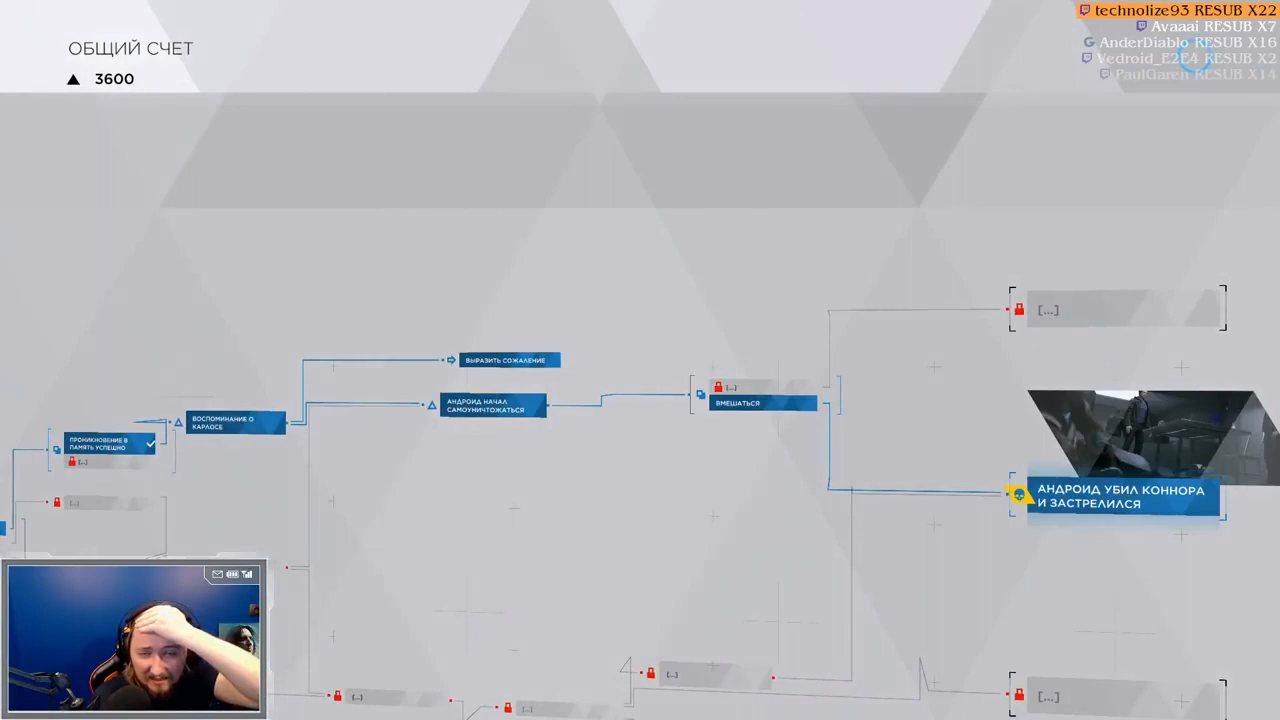 ОБЩИЙ СЧЕТ
3600
technolize93 RESUB X22
Avaaai RESUB X7
AnderDiablo RESUB X16
Vedroid_E2E4 RESUB X2
PaulGaren RESUB X14
[...]
ВЫРАЗИТЬ СОЖАЛЕНИЕ
[...]
ВМЕШАТЬСЯ
АНДРОИД НАЧАЛ
САМОУНИЧТОЖАТЬСЯ
ВОСПОМИНАНИЕ О
КАРЛОСЕ
ПРОНИКНОВЕНИЕ В
ПАМЯТЬ УСПЕШНО
[...]
[...]
АНДРОИД УБИЛ КОННОРА
И ЗАСТРЕЛИЛСЯ
[...]
[...]
[...]
[...]